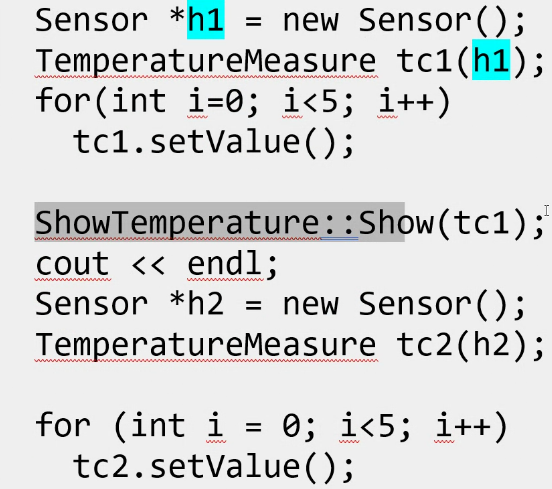 Sensor *h1 = new Sensor();
TemperatureMeasure tc1(h1);
for(int i=0; i<5; i++)
  tc1.setValue();
ShowTemperature::Show(tc1);
cout << endl;
Sensor *h2 = new Sensor();
TemperatureMeasure tc2(h2);
for (int i = 0; i<5; i++)
  tc2.setValue();